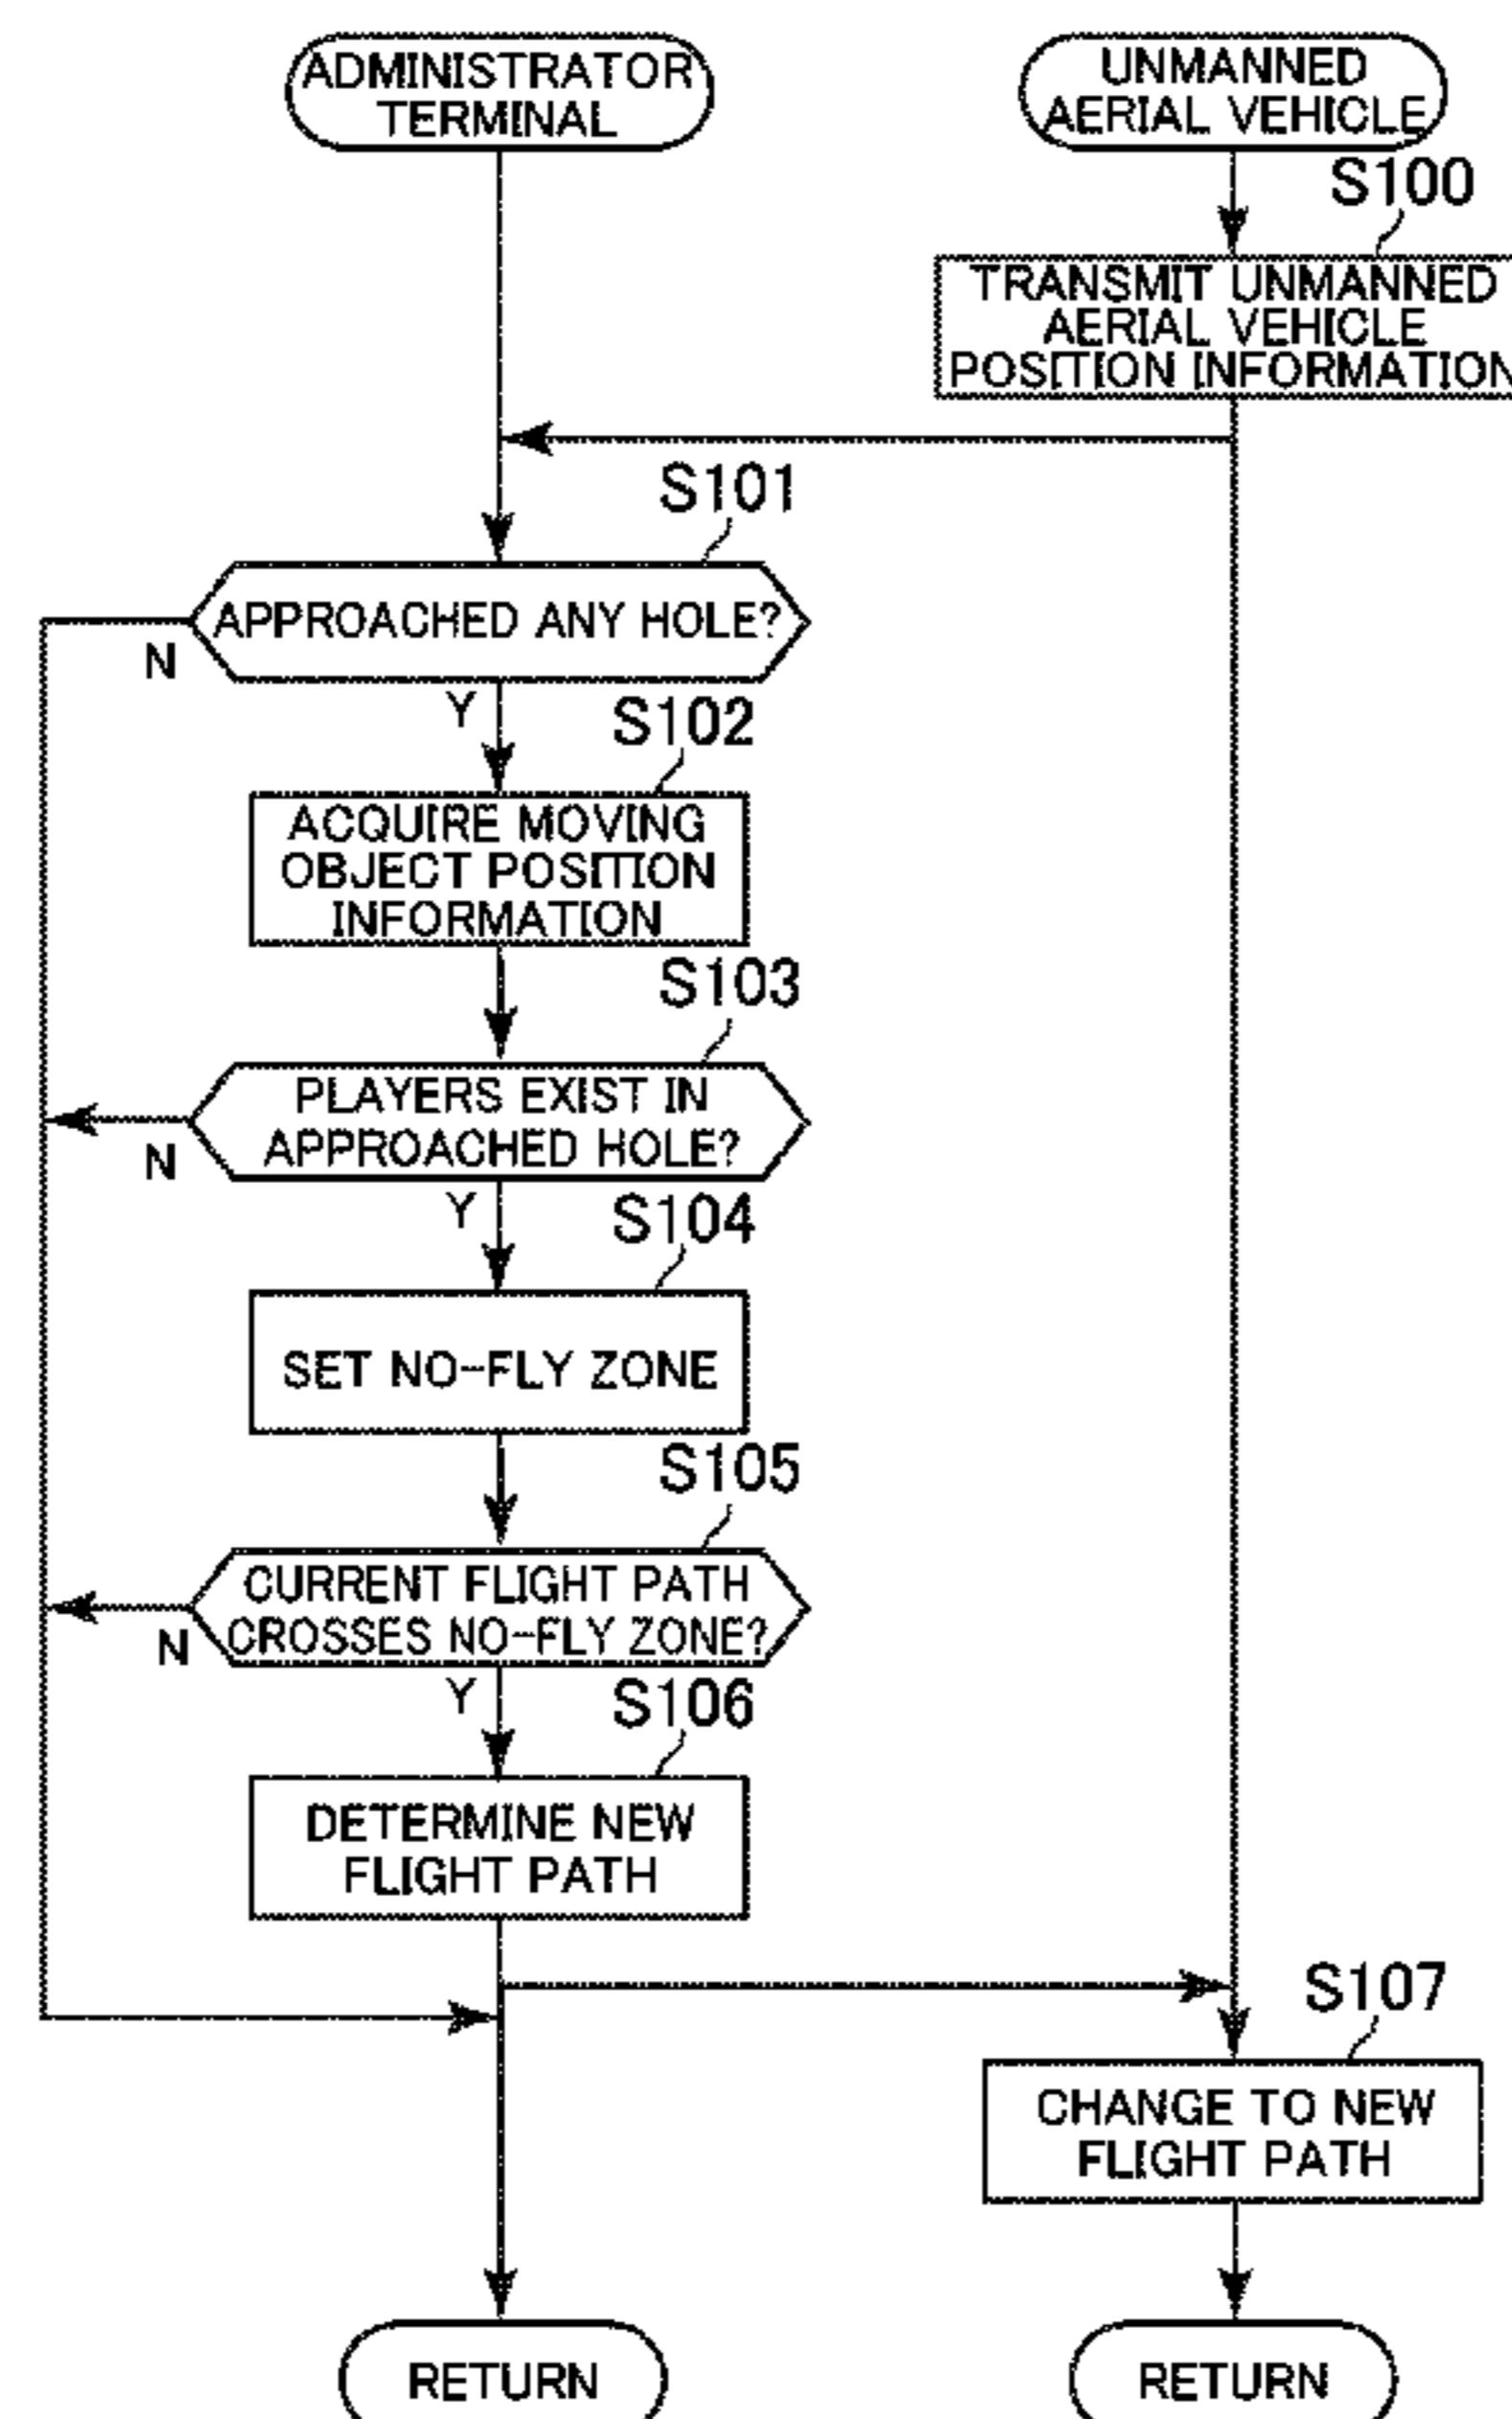 ADMINISTRATOR
TERMINAL
UNMANNED
AERIAL VEHICLE
S100
TRANSMIT UNMANNED
AERIAL VEHICLE
POSITION INFORMATION
S101
APPROACHED ANY HOLE?
N
Y
S102
ACQUIRE MOVING
OBJECT POSITION
INFORMATION
S103
PLAYERS EXIST IN
APPROACHED HOLE?
N
Y
S104
SET NO-FLY ZONE
S105
CURRENT FLIGHT PATH
CROSSES NO-FLY ZONE?
N
Y
S106
DETERMINE NEW
FLIGHT PATH
S107
CHANGE TO NEW
FLIGHT PATH
RETURN
RETURN